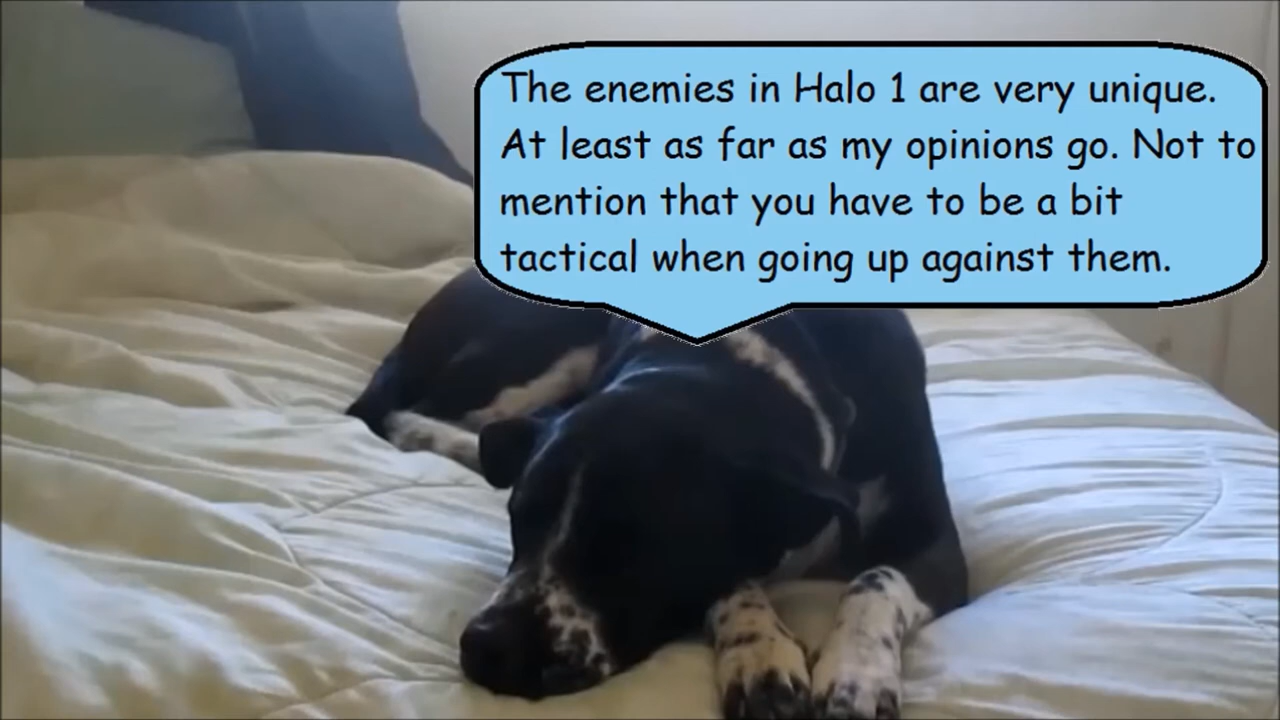 The enemies in Halo 1 are very unique.
At least as far as my opinions go. Not to
mention that you have to be a bit
tactical when going up against them.